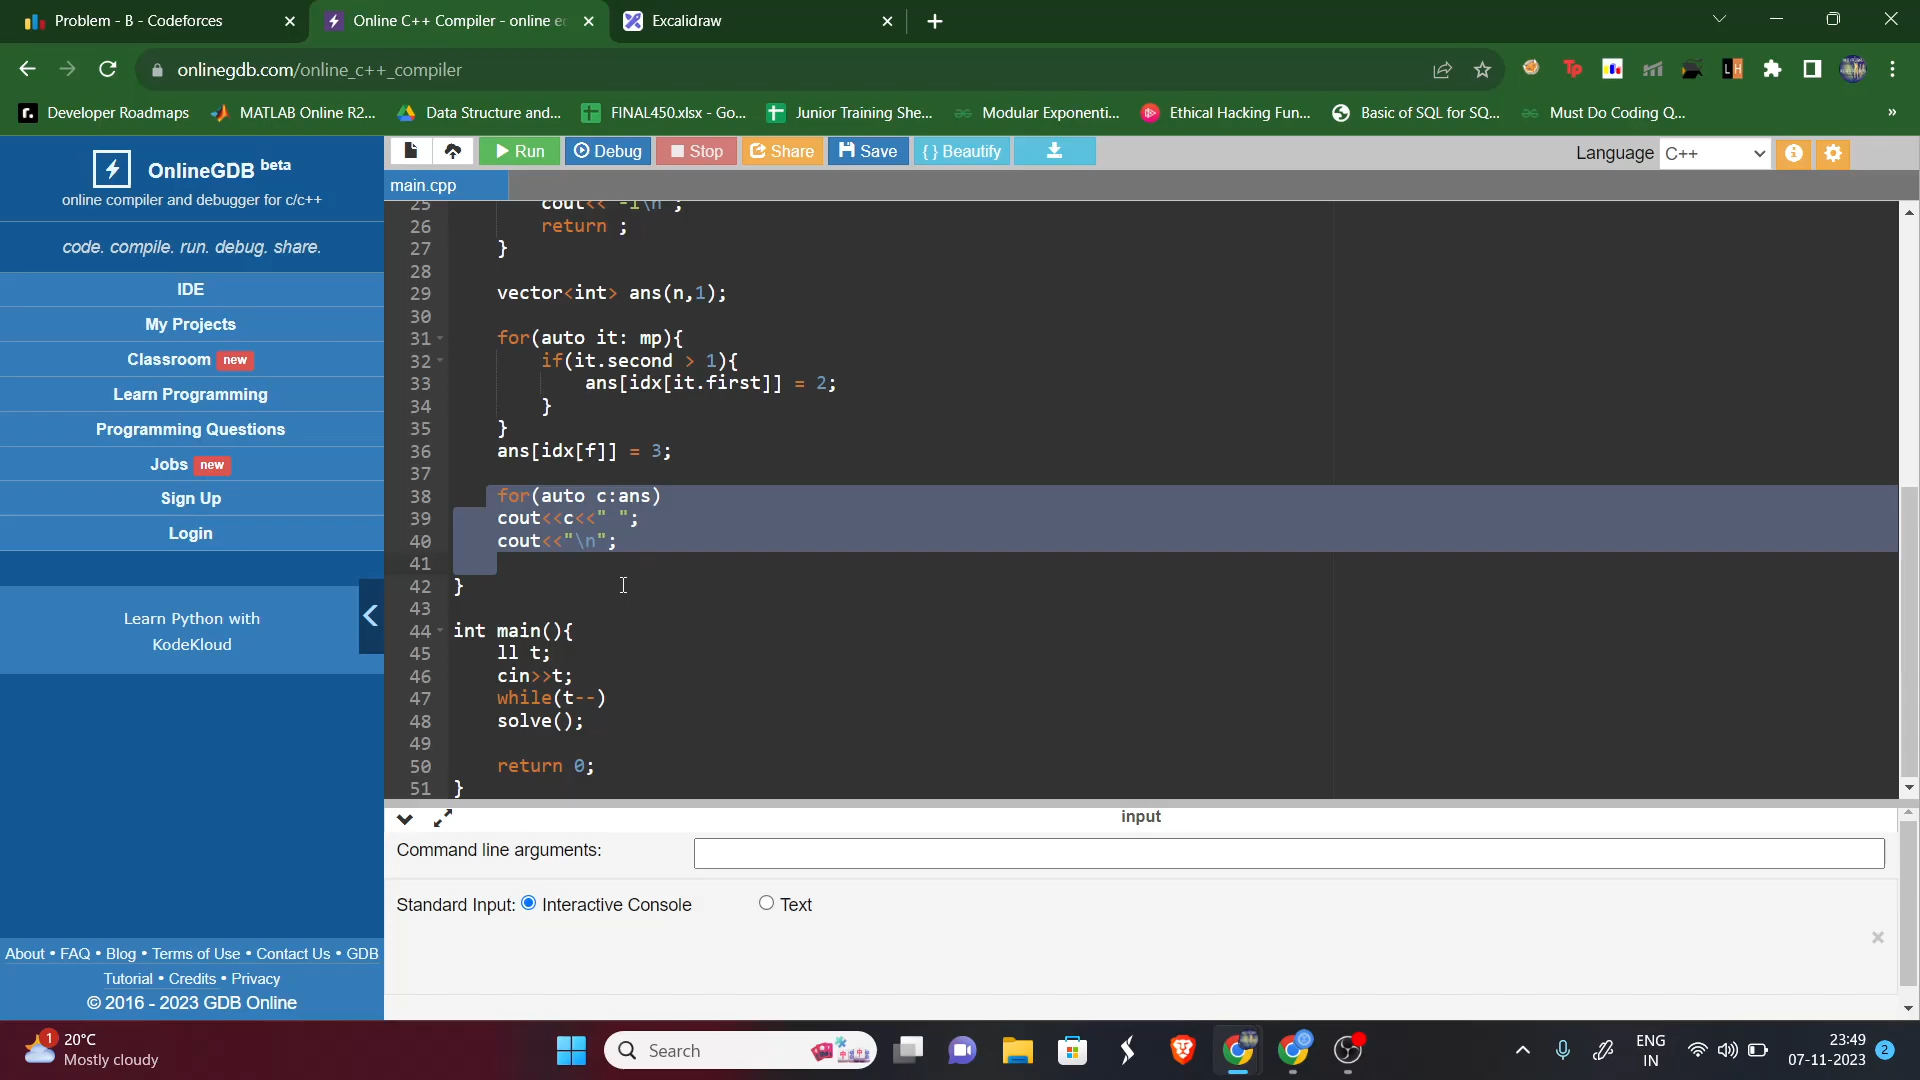 Problem - B - Codeforces
Online C++ Compiler - online e
Excalidraw
onlinegdb.com/online_c++_compiler
Developer Roadmaps
MATLAB Online R2...
Data Structure and...
FINAL450.xlsx - Go...
Junior Training She...
Modular Exponenti...
Ethical Hacking Fun...
Basic of SQL for SQ...
Must Do Coding Q...
»
OnlineGDB beta
online compiler and debugger for c/c++
code. compile. run. debug. share.
IDE
My Projects
Classroom new
Learn Programming
Programming Questions
Jobs new
Sign Up
Login
Learn Python with
KodeKloud
About • FAQ • Blog • Terms of Use • Contact Us • GDB
Tutorial • Credits • Privacy
© 2016 - 2023 GDB Online
Run
Debug
Stop
Share
Save
{ } Beautify
Language C++
main.cpp
25 cout<<"-1\n";
26 return ;
27 }
28
29 vector<int> ans(n,1);
30
31 for(auto it: mp){
32 if(it.second > 1){
33 ans[idx[it.first]] = 2;
34 }
35 }
36 ans[idx[f]] = 3;
37
38 for(auto c:ans)
39 cout<<c<<" ";
40 cout<<"\n";
41
42 }
43
44 int main(){
45 ll t;
46 cin>>t;
47 while(t--)
48 solve();
49
50 return 0;
51 }
input
Command line arguments:
Standard Input: Interactive Console Text
1
20°C
Mostly cloudy
Search
ENG
IN
23:49
07-11-2023
2